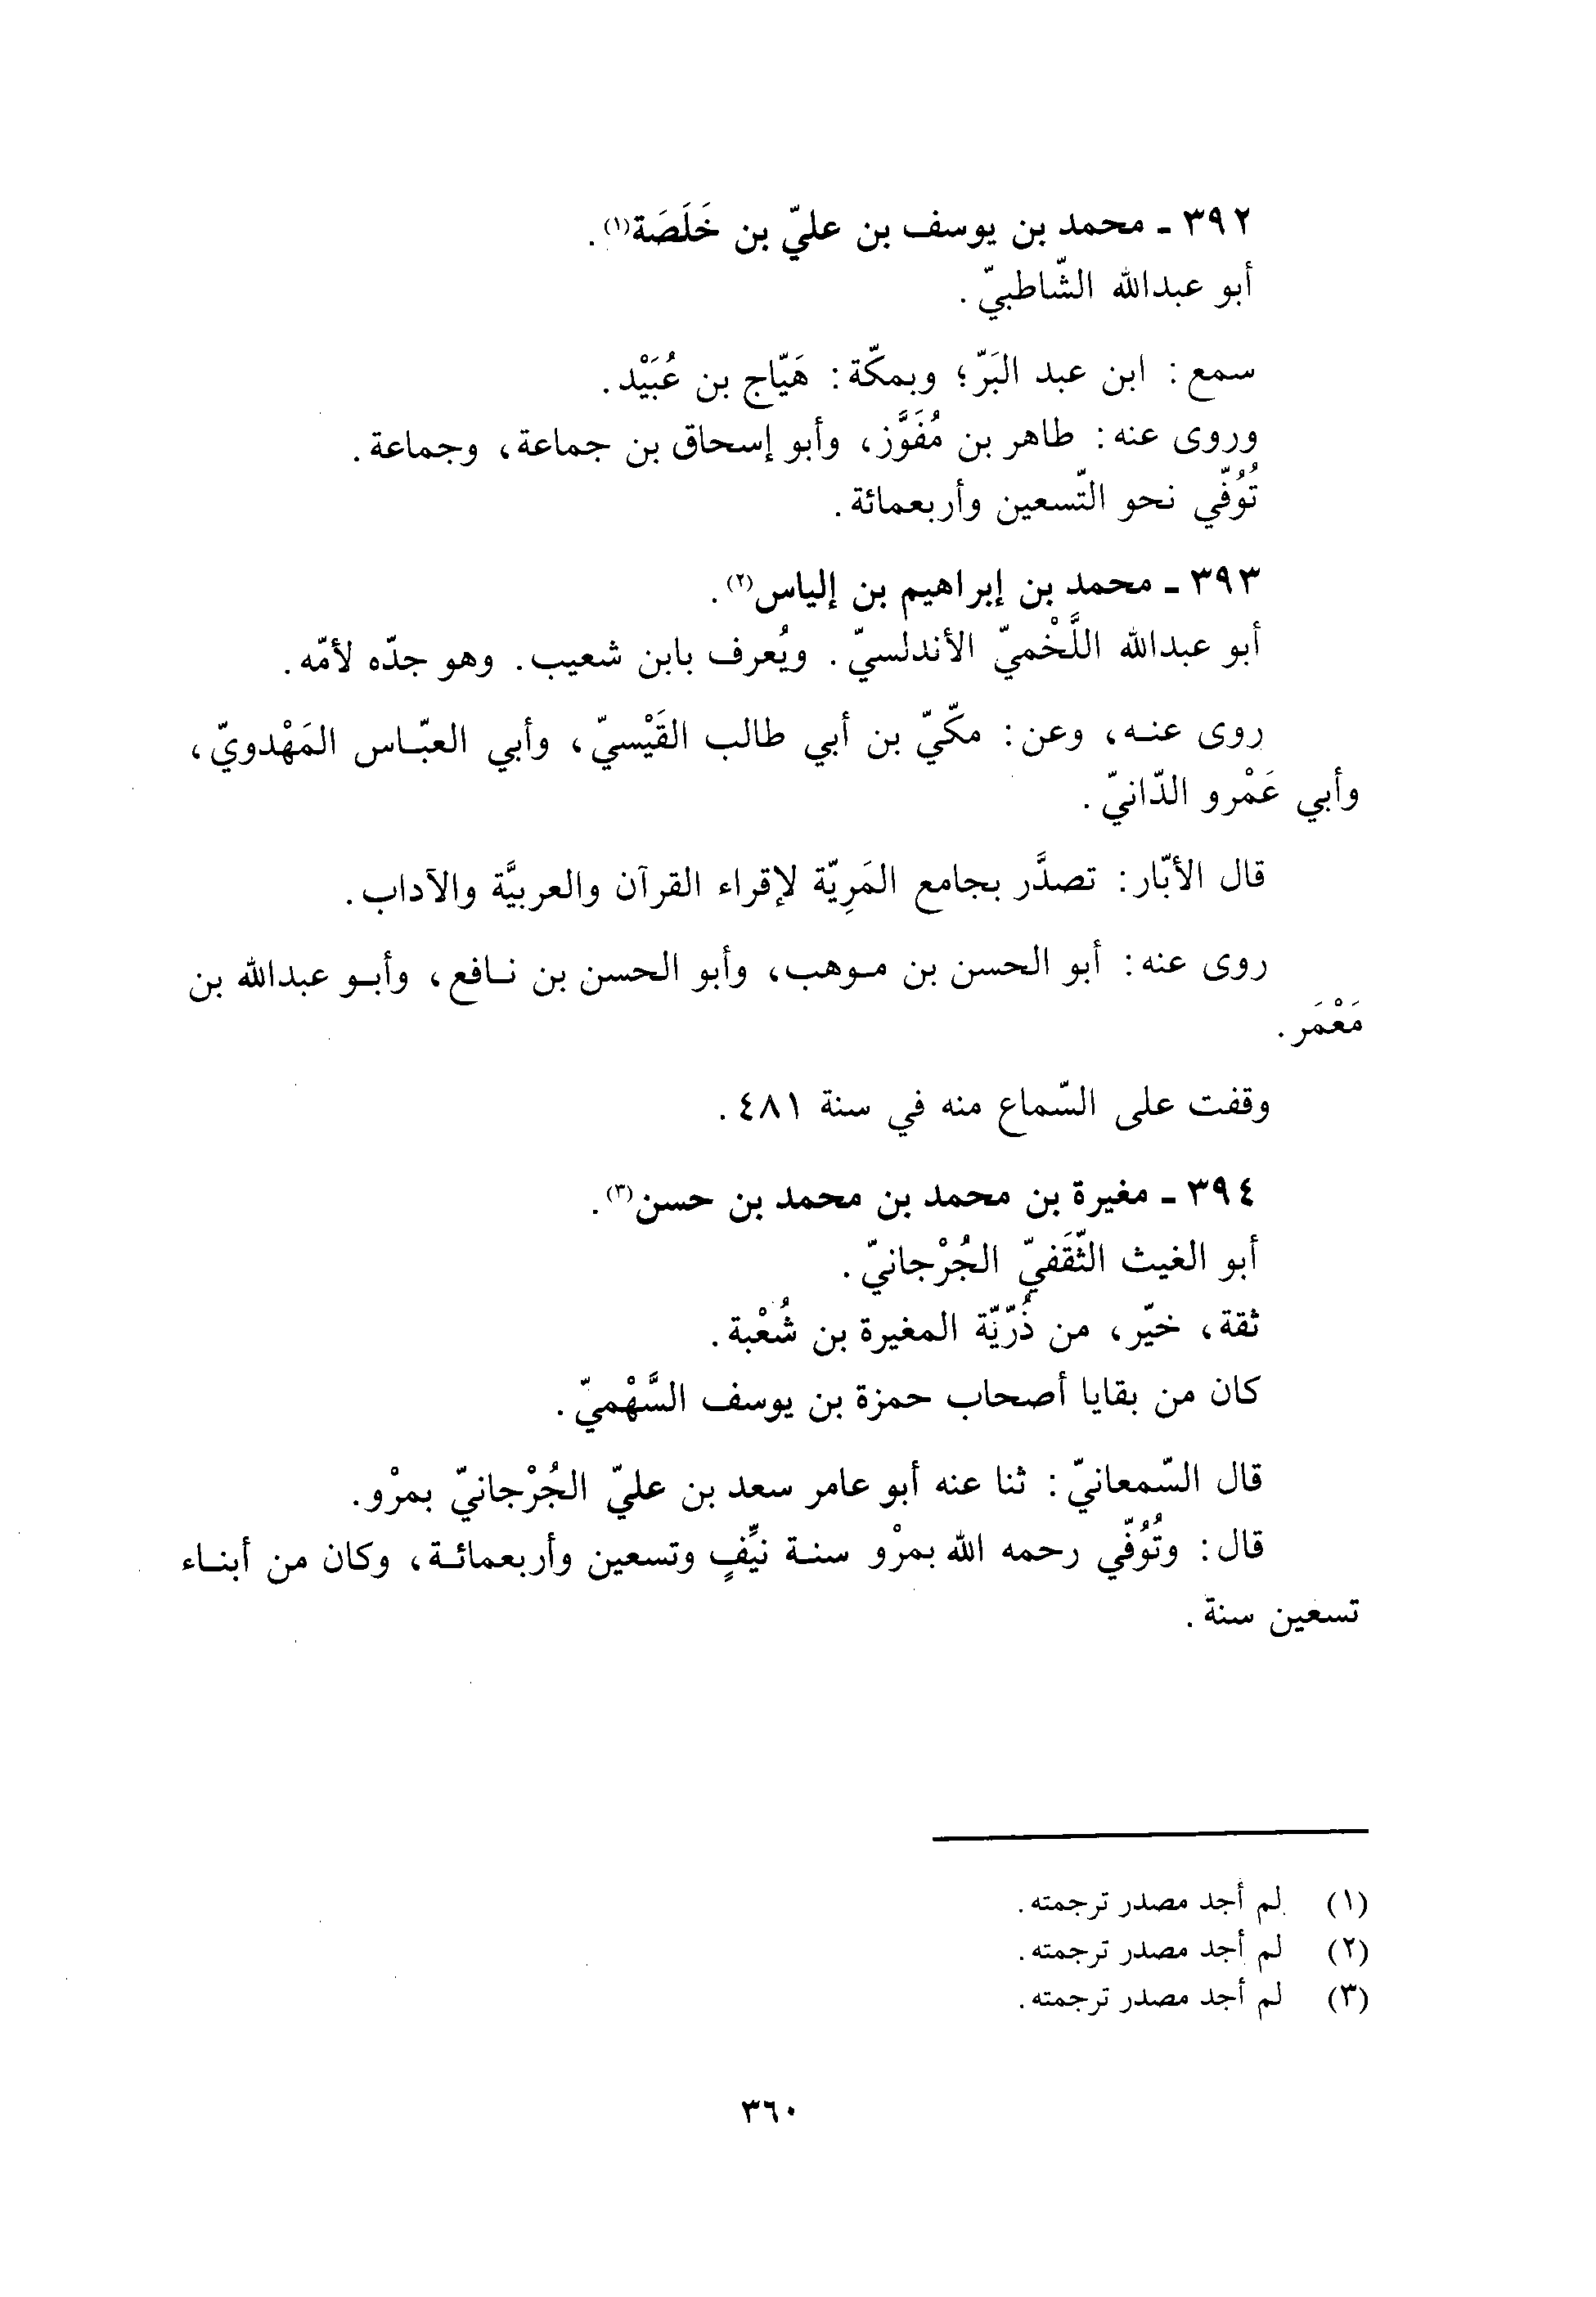 ٣٩٢ ـ محمد بن يوسف بن عليّ بن خَلَصَة(١).
أبو عبدالله الشّاطبيّ.
سمع: ابن عبد البَرّ؛ وبمكّة: هَيّاج بن عُبَيْد.
وروى عنه: طاهر بن مُفَوَّز، وأبو إسحاق بن جماعة، وجماعة.
تُوُفّي نحو التّسعين وأربعمائة.
٣٩٣ ـ محمد بن إبراهيم بن إلياس(٢).
أبو عبدالله اللَّخْميّ الأندلسيّ. ويُعرف بابن شعيب. وهو جدّه لأمّه.
روى عنه، وعن: مكّيّ بن أبي طالب القَيْسيّ، وأبي العبّاس المَهْدويّ،
وأبي عَمْرو الدّانيّ.
قال الأبّار: تصدَّر بجامع المَرِيّة لإقراء القرآن والعربيَّة والآداب.
روى عنه: أبو الحسن بن موهب، وأبو الحسن بن نافع، وأبو عبدالله بن
مَعْمَر.
وقفت على السّماع منه في سنة ٤٨١.
٣٩٤ ـ مغيرة بن محمد بن محمد بن حسن(٣).
أبو الغيث الثّقَفيّ الجُرْجانيّ.
ثقة، خيّر، من ذُرّيّة المغيرة بن شُعْبة.
كان من بقايا أصحاب حمزة بن يوسف السَّهْميّ.
قال السّمعانيّ: ثنا عنه أبو عامر سعد بن عليّ الجُرْجانيّ بمرْو.
قال: وتُوُفّي رحمه الله بمرْو سنة نيِّفٍ وتسعين وأربعمائة، وكان من أبناء
تسعين سنة.
(١) لم أجد مصدر ترجمته.
(٢) لم أجد مصدر ترجمته.
(٣) لم أجد مصدر ترجمته.
٣٦٠